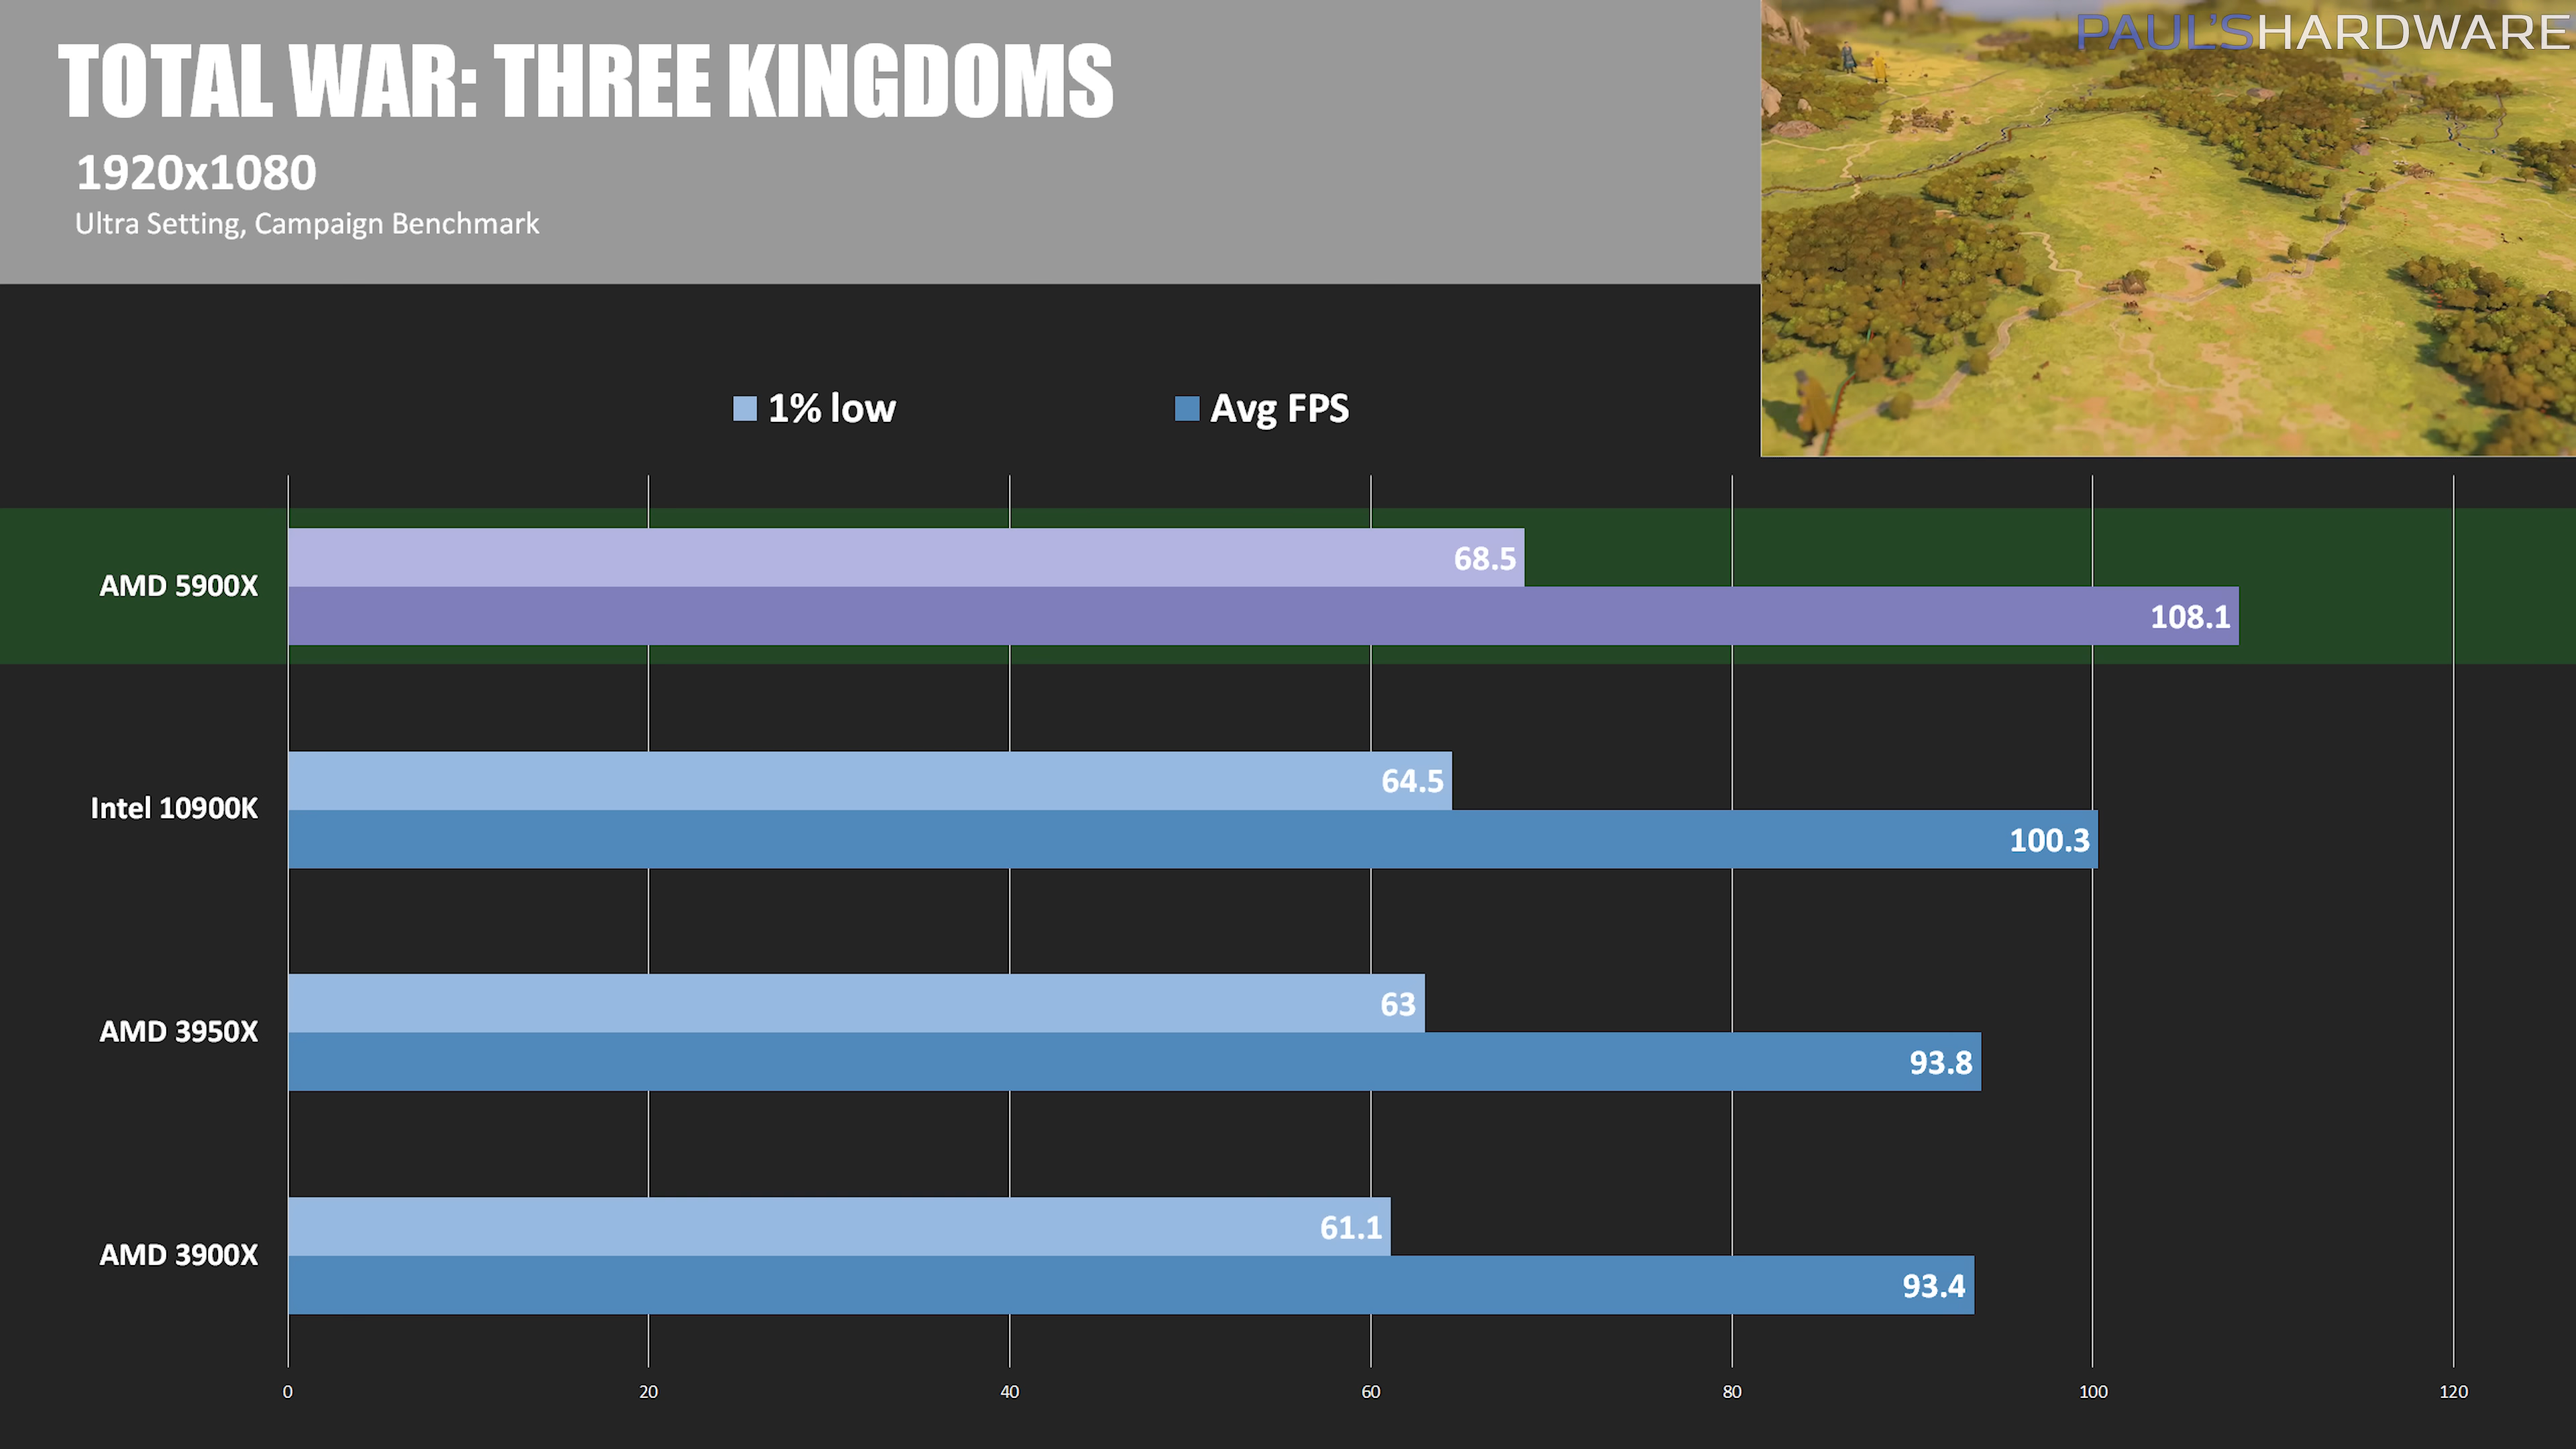 TOTAL WAR: THREE KINGDOMS
PAUL'SHARDWARE
1920x1080
Ultra Setting, Campaign Benchmark
1% low
Avg FPS
68.5
AMD 5900X
108.1
64.5
Intel 10900K
100.3
63
AMD 3950X
93.8
61.1
AMD 3900X
93.4
0 20 40 60 80 100 120